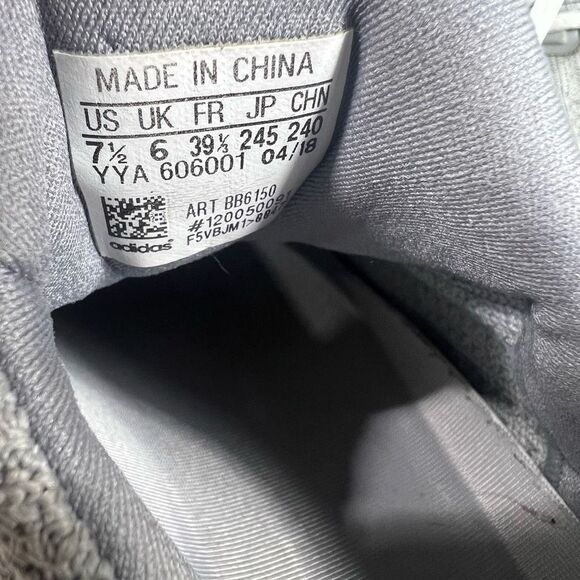 MADE IN CHINA
US UK FR JP CHN
7½ 6 39⅓ 245 240
YYA 606001 04/18
ART BB6150
adidas